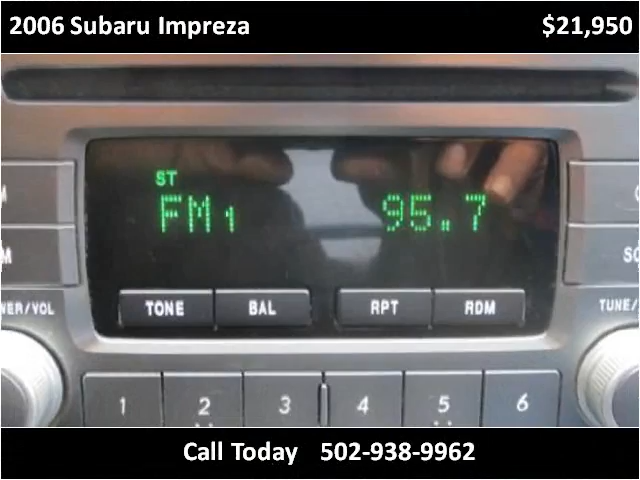 2006 Subaru Impreza $21,950
ST
FM1 95.7
TONE BAL RPT RDM
WER/VOL TUNE/
1 2 3 4 5 6
Call Today 502-938-9962